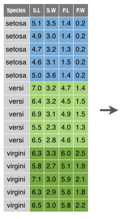 Species S.L S.W P.L P.W
setosa 5.1 3.5 1.4 0.2
setosa 4.9 3.0 1.4 0.2
setosa 4.7 3.2 1.3 0.2
setosa 4.6 3.1 1.5 0.2
setosa 5.0 3.6 1.4 0.2
versi 7.0 3.2 4.7 1.4
versi 6.4 3.2 4.5 1.5
versi 6.9 3.1 4.9 1.5
versi 5.5 2.3 4.0 1.3
versi 6.5 2.8 4.6 1.5
virgini 6.3 3.3 6.0 2.5
virgini 5.8 2.7 5.1 1.9
virgini 7.1 3.0 5.9 2.1
virgini 6.3 2.9 5.6 1.8
virgini 6.5 3.0 5.8 2.2